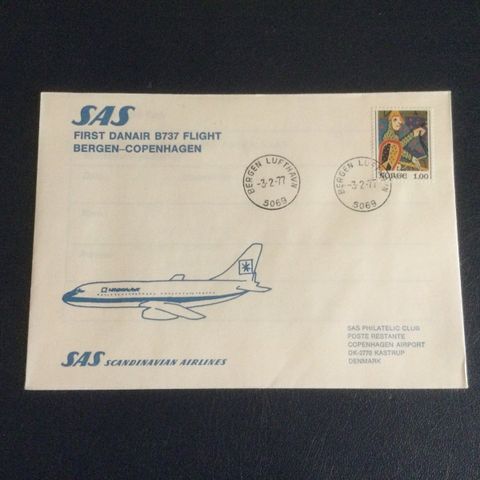 SAS
FIRST DANAIR B737 FLIGHT
BERGEN–COPENHAGEN
BERGEN LUFTHAVN
-3-2-77
5069
BERGEN LUFTHAVN
-3-2-77
5069
NORGE 1.00
SAS SCANDINAVIAN AIRLINES
SAS PHILATELIC CLUB
POSTE RESTANTE
COPENHAGEN AIRPORT
DK-2770 KASTRUP
DENMARK